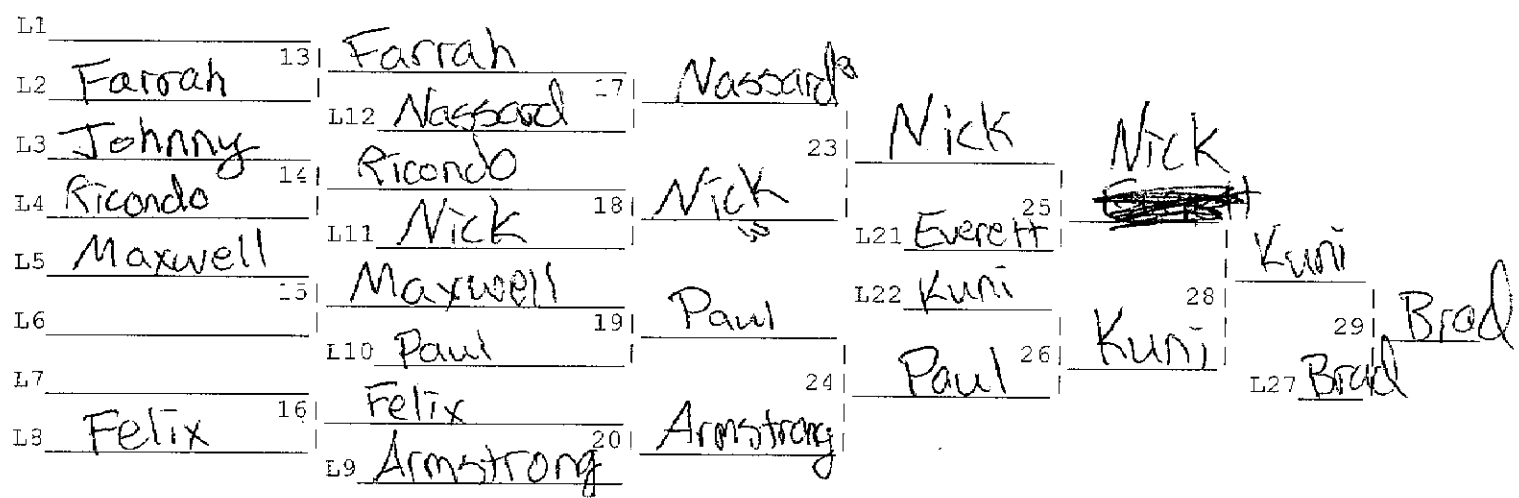 L1
13 Farrah
L2 Farrah
17 Nassard
L12 Nassard
Nick Nick
L3 Johnny
23
14 Ricondo
L4 Ricondo
18 Nick
25
L11 Nick
L21 Everett
L5 Maxwell
Kuni
15 Maxwell
L22 Kuni
28
L6
19 Paul
29 Brad
L10 Paul
Paul 26 Kuni
L7
24
L27 Brad
16 Felix
L8 Felix
20 Armstrong
L9 Armstrong